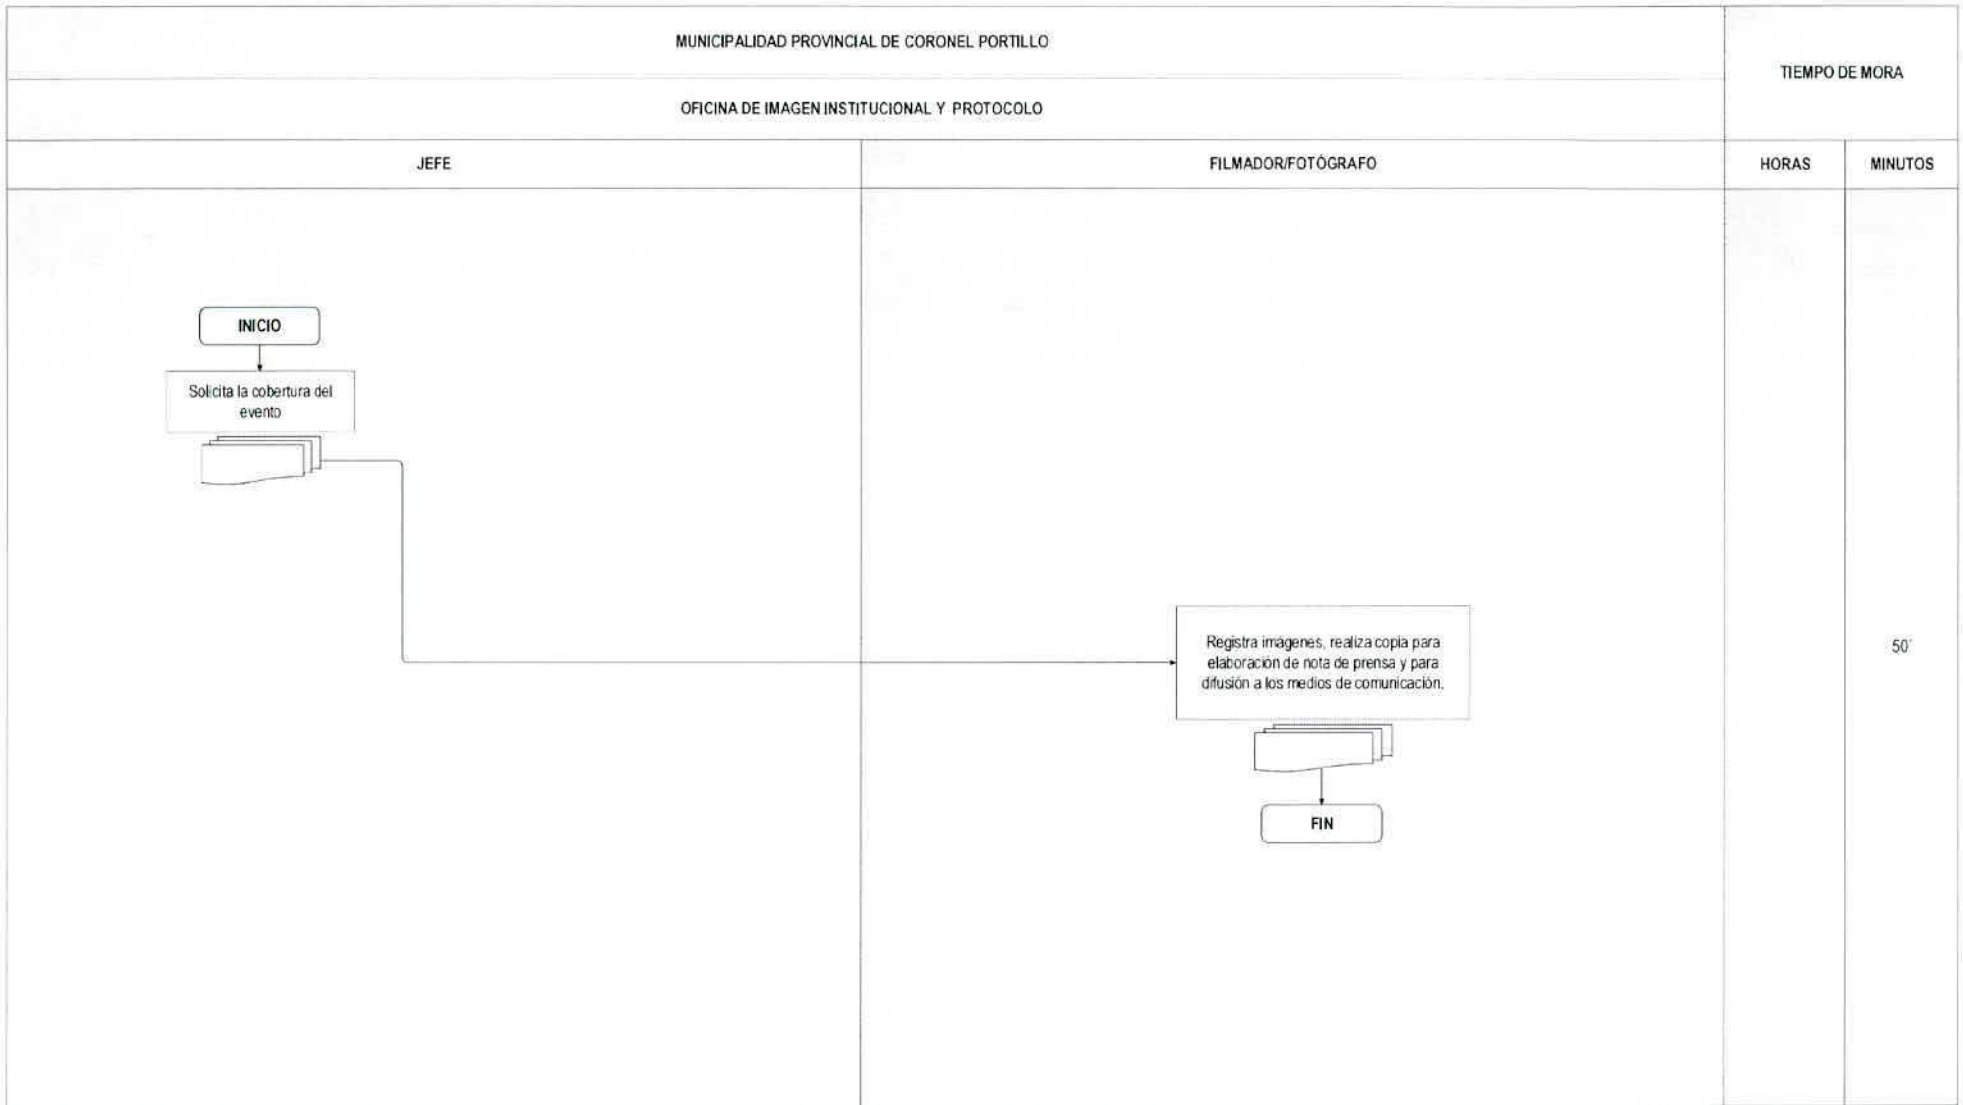 MUNICIPALIDAD PROVINCIAL DE CORONEL PORTILLO
TIEMPO DE MORA
OFICINA DE IMAGEN INSTITUCIONAL Y PROTOCOLO
JEFE
FILMADOR/FOTÓGRAFO
HORAS
MINUTOS
INICIO
Solicita la cobertura del
evento
Registra imágenes, realiza copia para
elaboración de nota de prensa y para
difusión a los medios de comunicación.
50´
FIN